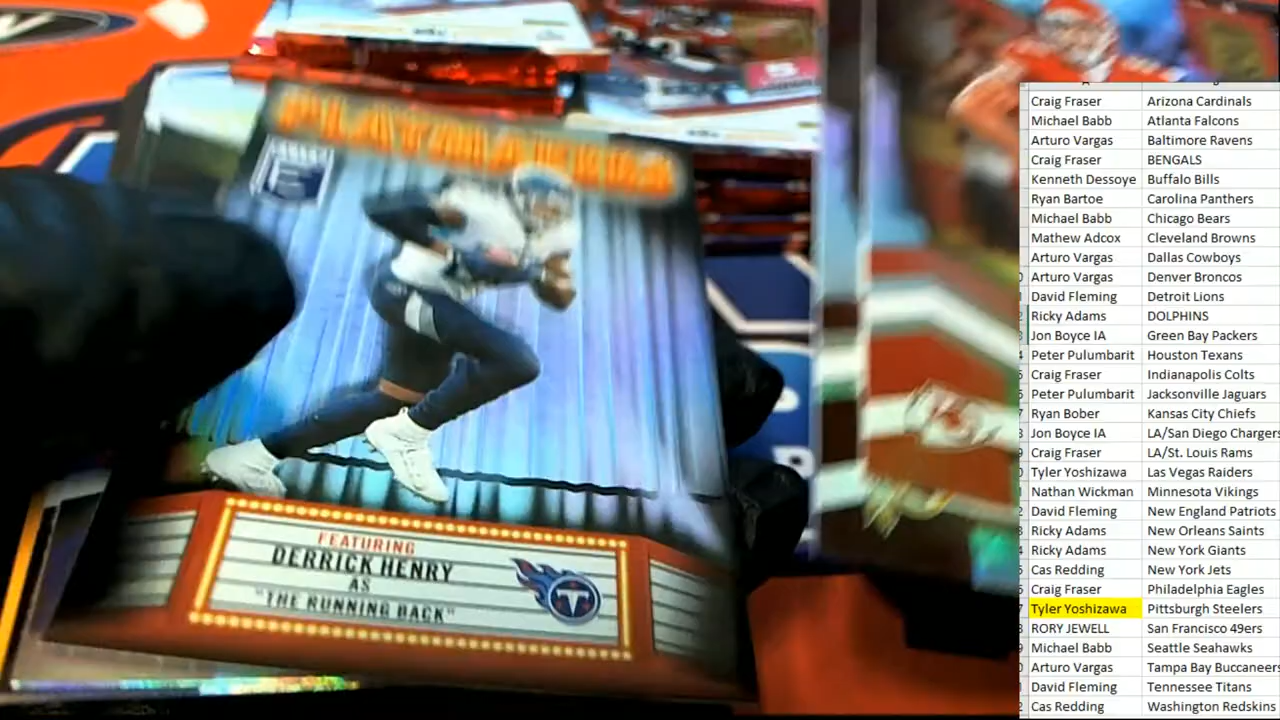 PLAYMAKERS
FEATURING
DERRICK HENRY
AS
"THE RUNNING BACK"
Craig Fraser Arizona Cardinals
Michael Babb Atlanta Falcons
Arturo Vargas Baltimore Ravens
Craig Fraser BENGALS
Kenneth Dessoye Buffalo Bills
Ryan Bartoe Carolina Panthers
Michael Babb Chicago Bears
Mathew Adcox Cleveland Browns
Arturo Vargas Dallas Cowboys
Arturo Vargas Denver Broncos
David Fleming Detroit Lions
Ricky Adams DOLPHINS
Jon Boyce IA Green Bay Packers
Peter Pulumbarit Houston Texans
Craig Fraser Indianapolis Colts
Peter Pulumbarit Jacksonville Jaguars
Ryan Bober Kansas City Chiefs
Jon Boyce IA LA/San Diego Chargers
Craig Fraser LA/St. Louis Rams
Tyler Yoshizawa Las Vegas Raiders
Nathan Wickman Minnesota Vikings
David Fleming New England Patriots
Ricky Adams New Orleans Saints
Ricky Adams New York Giants
Cas Redding New York Jets
Craig Fraser Philadelphia Eagles
Tyler Yoshizawa Pittsburgh Steelers
RORY JEWELL San Francisco 49ers
Michael Babb Seattle Seahawks
Arturo Vargas Tampa Bay Buccaneers
David Fleming Tennessee Titans
Cas Redding Washington Redskins